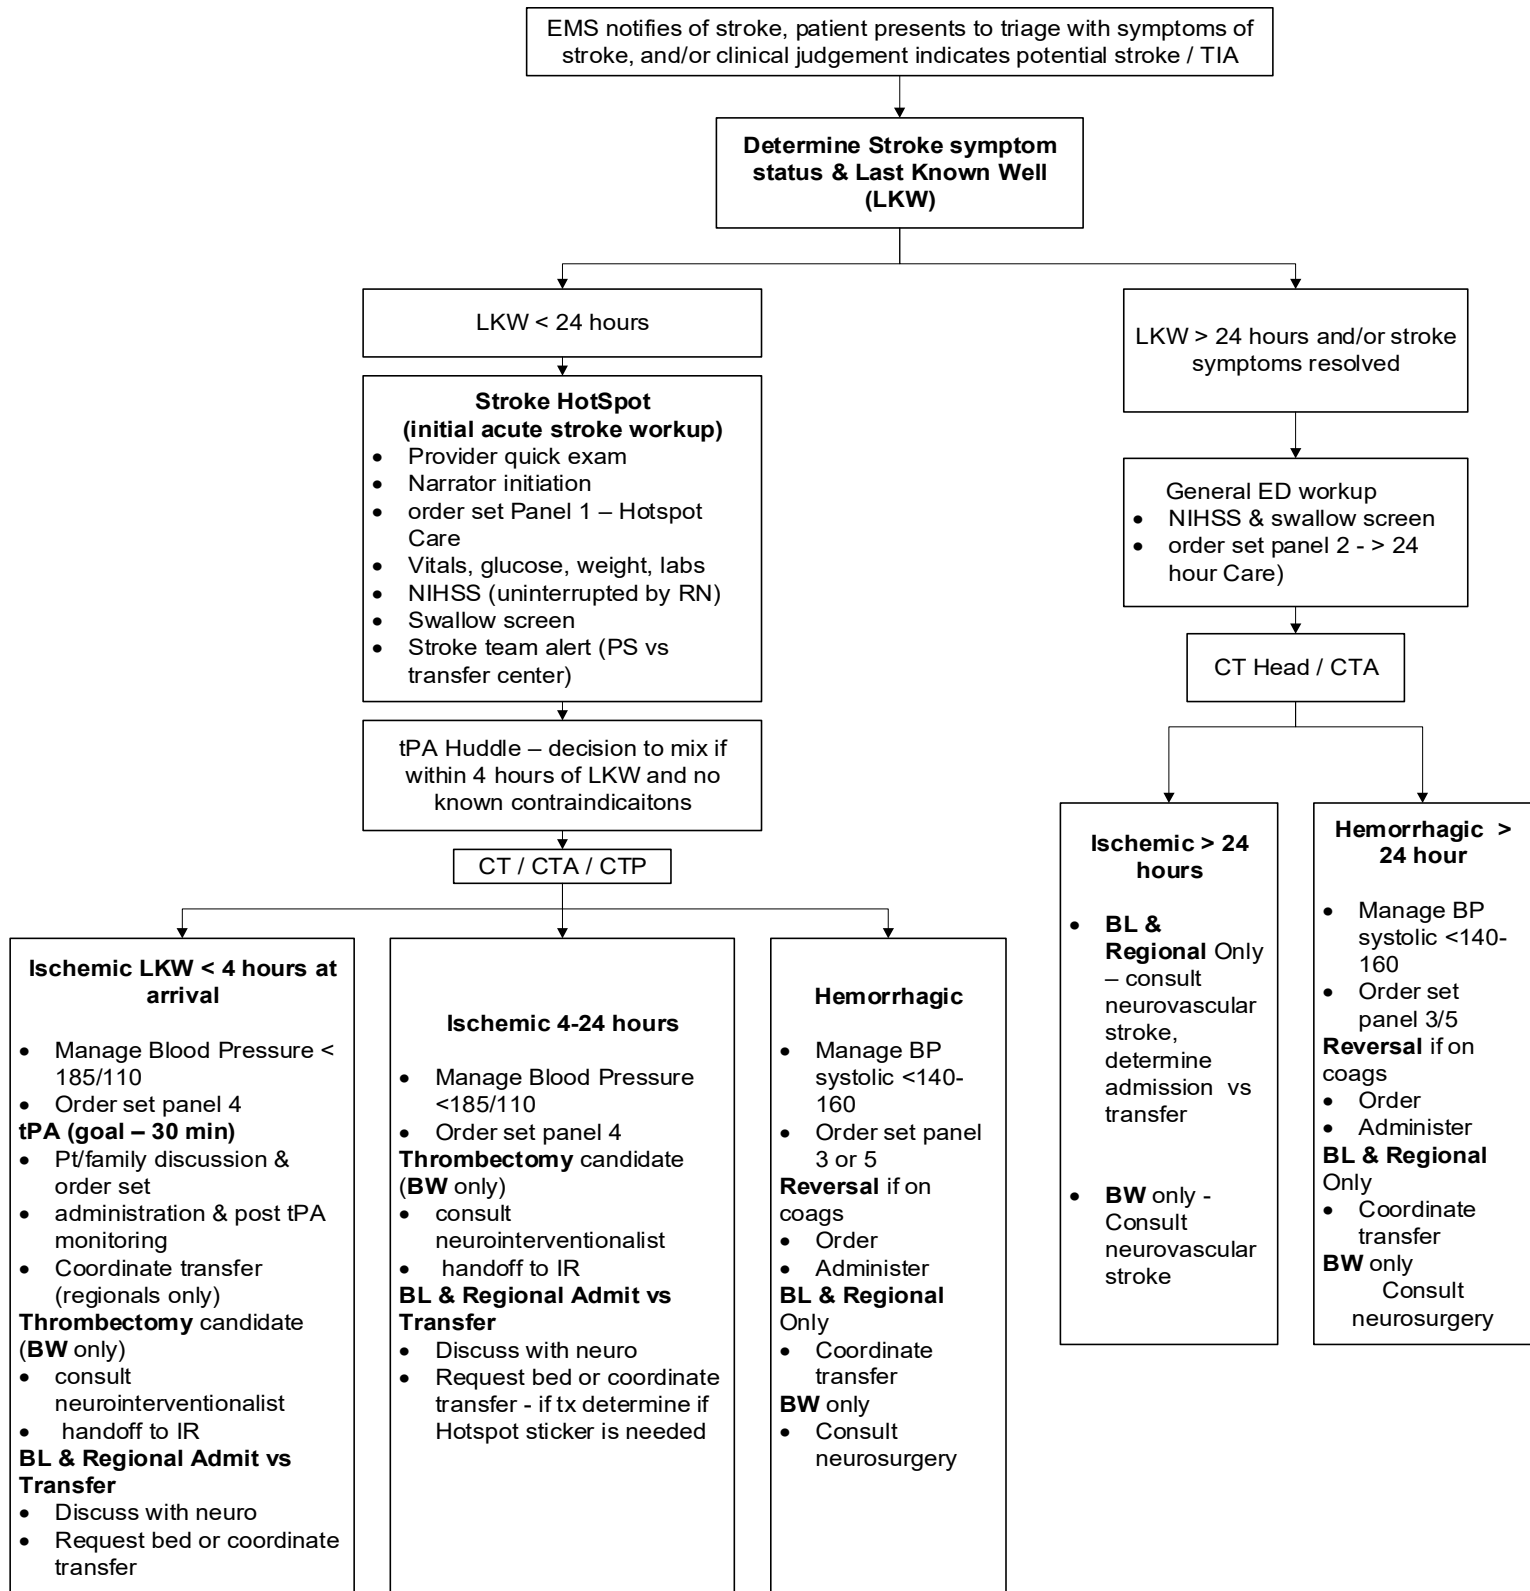 EMS notifies of stroke, patient presents to triage with symptoms of
stroke, and/or clinical judgement indicates potential stroke / TIA
Determine Stroke symptom
status & Last Known Well
(LKW)
LKW < 24 hours
Stroke HotSpot
(initial acute stroke workup)
• Provider quick exam
• Narrator initiation
• order set Panel 1 – Hotspot
Care
• Vitals, glucose, weight, labs
• NIHSS (uninterrupted by RN)
• Swallow screen
• Stroke team alert (PS vs
transfer center)
tPA Huddle – decision to mix if
within 4 hours of LKW and no
known contraindicaitons
CT / CTA / CTP
Ischemic LKW < 4 hours at
arrival
• Manage Blood Pressure <
185/110
• Order set panel 4
tPA (goal – 30 min)
• Pt/family discussion &
order set
• administration & post tPA
monitoring
• Coordinate transfer
(regionals only)
Thrombectomy candidate
(BW only)
• consult
neurointerventionalist
• handoff to IR
BL & Regional Admit vs
Transfer
• Discuss with neuro
• Request bed or coordinate
transfer
Ischemic 4-24 hours
• Manage Blood Pressure
<185/110
• Order set panel 4
Thrombectomy candidate
(BW only)
• consult
neurointerventionalist
• handoff to IR
BL & Regional Admit vs
Transfer
• Discuss with neuro
• Request bed or coordinate
transfer - if tx determine if
Hotspot sticker is needed
Hemorrhagic
• Manage BP
systolic <140-
160
• Order set panel
3 or 5
Reversal if on
coags
• Order
• Administer
BL & Regional
Only
• Coordinate
transfer
BW only
• Consult
neurosurgery
LKW > 24 hours and/or stroke
symptoms resolved
General ED workup
• NIHSS & swallow screen
• order set panel 2 - > 24
hour Care)
CT Head / CTA
Ischemic > 24
hours
• BL &
Regional Only
– consult
neurovascular
stroke,
determine
admission vs
transfer
• BW only -
Consult
neurovascular
stroke
Hemorrhagic >
24 hour
• Manage BP
systolic <140-
160
• Order set
panel 3/5
Reversal if on
coags
• Order
• Administer
BL & Regional
Only
• Coordinate
transfer
BW only
Consult
neurosurgery